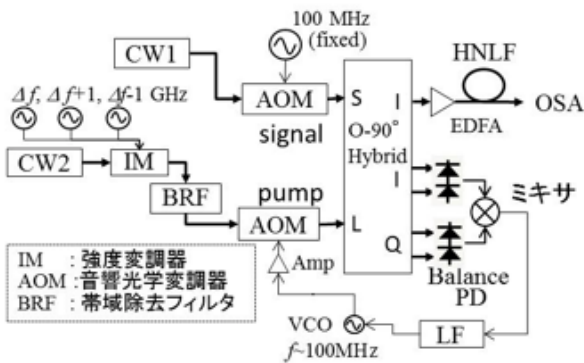 100 MHz
(fixed)
CW1
HNLF
Δf, Δf+1, Δf-1 GHz
AOM
S
I
OSA
signal
O-90°
Hybrid
EDFA
CW2
IM
I
BRF
pump
ミキサ
AOM
L
Q
IM : 強度変調器
AOM : 音響光学変調器
BRF : 帯域除去フィルタ
Amp
Balance
PD
VCO
f~100MHz
LF